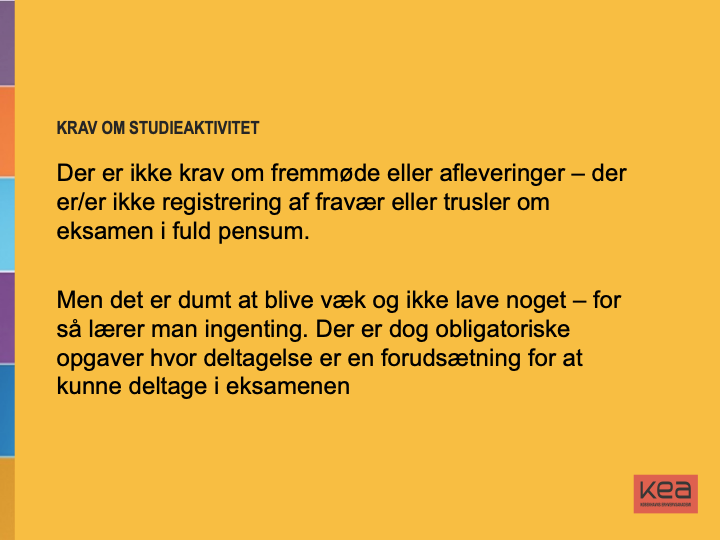 KRAV OM STUDIEAKTIVITET
Der er ikke krav om fremmøde eller afleveringer – der
er/er ikke registrering af fravær eller trusler om
eksamen i fuld pensum.
Men det er dumt at blive væk og ikke lave noget – for
så lærer man ingenting. Der er dog obligatoriske
opgaver hvor deltagelse er en forudsætning for at
kunne deltage i eksamenen
kea